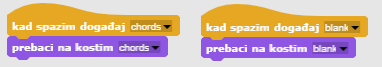 kad spazim događaj chords
prebaci na kostim chords
kad spazim događaj blank
prebaci na kostim blank